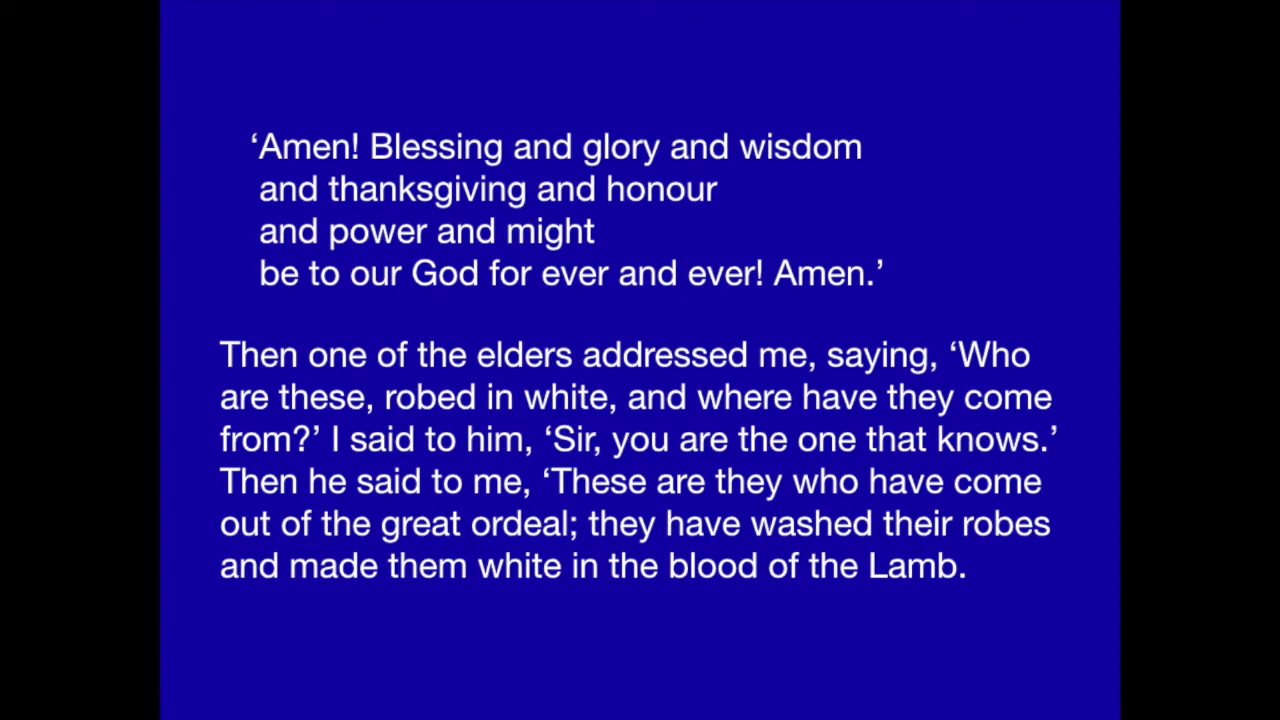 ‘Amen! Blessing and glory and wisdom
and thanksgiving and honour
and power and might
be to our God for ever and ever! Amen.’
Then one of the elders addressed me, saying, ‘Who
are these, robed in white, and where have they come
from?’ I said to him, ‘Sir, you are the one that knows.’
Then he said to me, ‘These are they who have come
out of the great ordeal; they have washed their robes
and made them white in the blood of the Lamb.